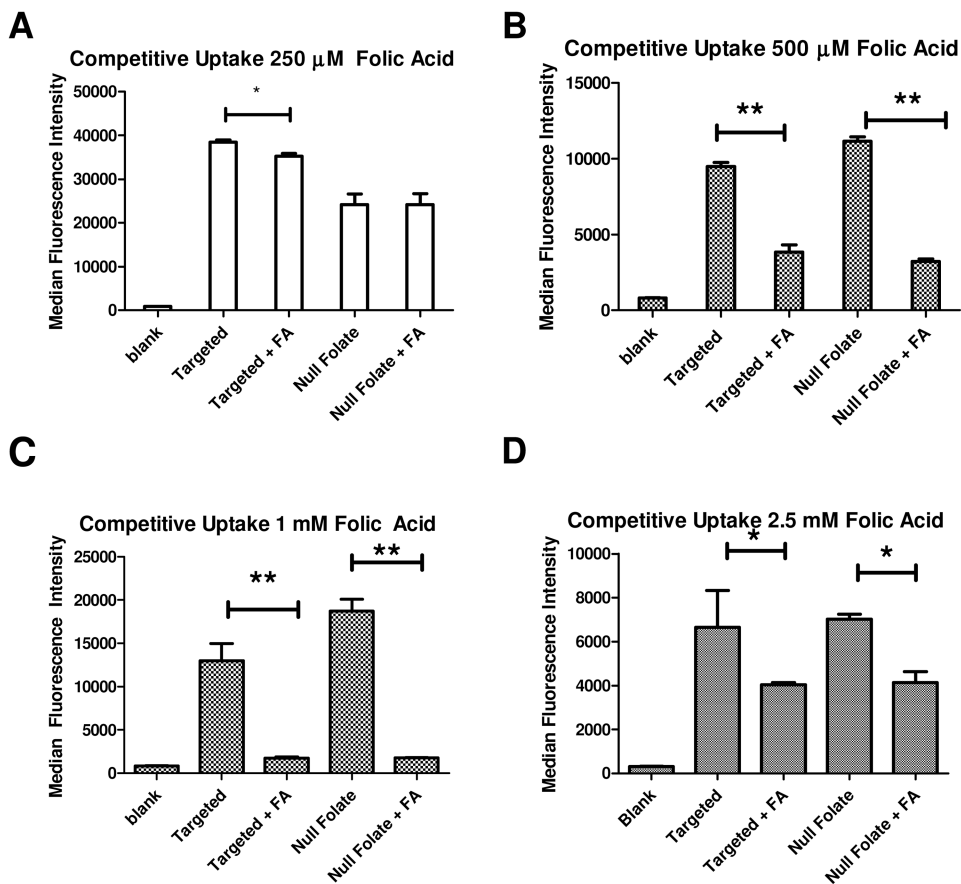 A
Competitive Uptake 250 μM Folic Acid
Median Fluorescence Intensity
50000
40000
30000
20000
10000
0
*
blank
Targeted
Targeted + FA
Null Folate
Null Folate + FA
B
Competitive Uptake 500 μM Folic Acid
Median Fluorescence Intensity
15000
10000
5000
0
**
**
blank
Targeted
Targeted + FA
Null Folate
Null Folate + FA
C
Competitive Uptake 1 mM Folic Acid
Median Fluorescence Intensity
25000
20000
15000
10000
5000
0
**
**
blank
Targeted
Targeted + FA
Null Folate
Null Folate + FA
D
Competitive Uptake 2.5 mM Folic Acid
Median Fluorescence Intensity
10000
8000
6000
4000
2000
0
*
*
Blank
Targeted
Targeted + FA
Null Folate
Null Folate + FA